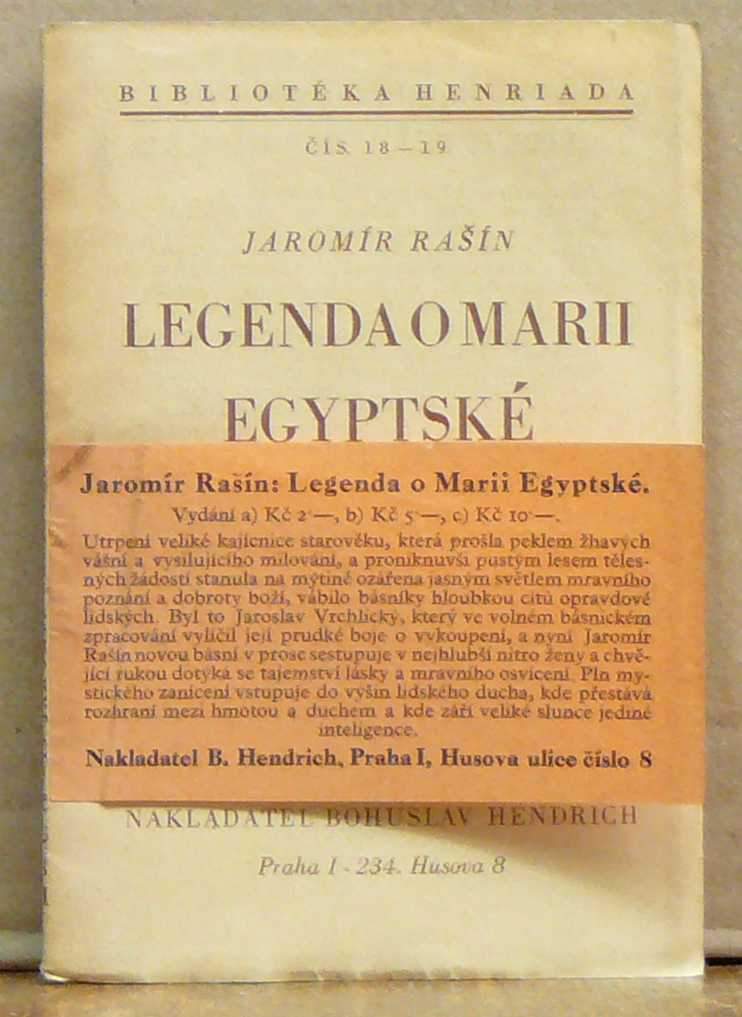 BIBLIOTÉKA HENRIADA
ČÍS. 18 — 19
JAROMÍR RAŠÍN
LEGENDA O MARII
EGYPTSKÉ
Jaromír Rašín: Legenda o Marii Egyptské.
Vydání a) Kč 2·—, b) Kč 5·—, c) Kč 10·—.
Utrpení veliké kajícnice starověku, která prošla peklem žhavých
vášní a vysilujícího milování, a proniknuvši pustým lesem těles-
ných žádostí stanula na mýtině ozářena jasným světlem mravního
poznání a dobroty boží, vábilo básníky hloubkou citů opravdově
lidských. Byl to Jaroslav Vrchlický, který ve volném básnickém
zpracování vylíčil její prudké boje o vykoupení, a nyní Jaromír
Rašín novou básní v prose sestupuje v nejhlubší nitro ženy a chvě-
jící rukou dotýká se tajemství lásky a mravního osvícení. Pln my-
stického zanícení vstupuje do výšin lidského ducha, kde přestává
rozhraní mezi hmotou a duchem a kde září veliké slunce jediné
inteligence.
Nakladatel B. Hendrich, Praha I, Husova ulice číslo 8
NAKLADATEL BOHUSLAV HENDRICH
Praha I - 234. Husova 8